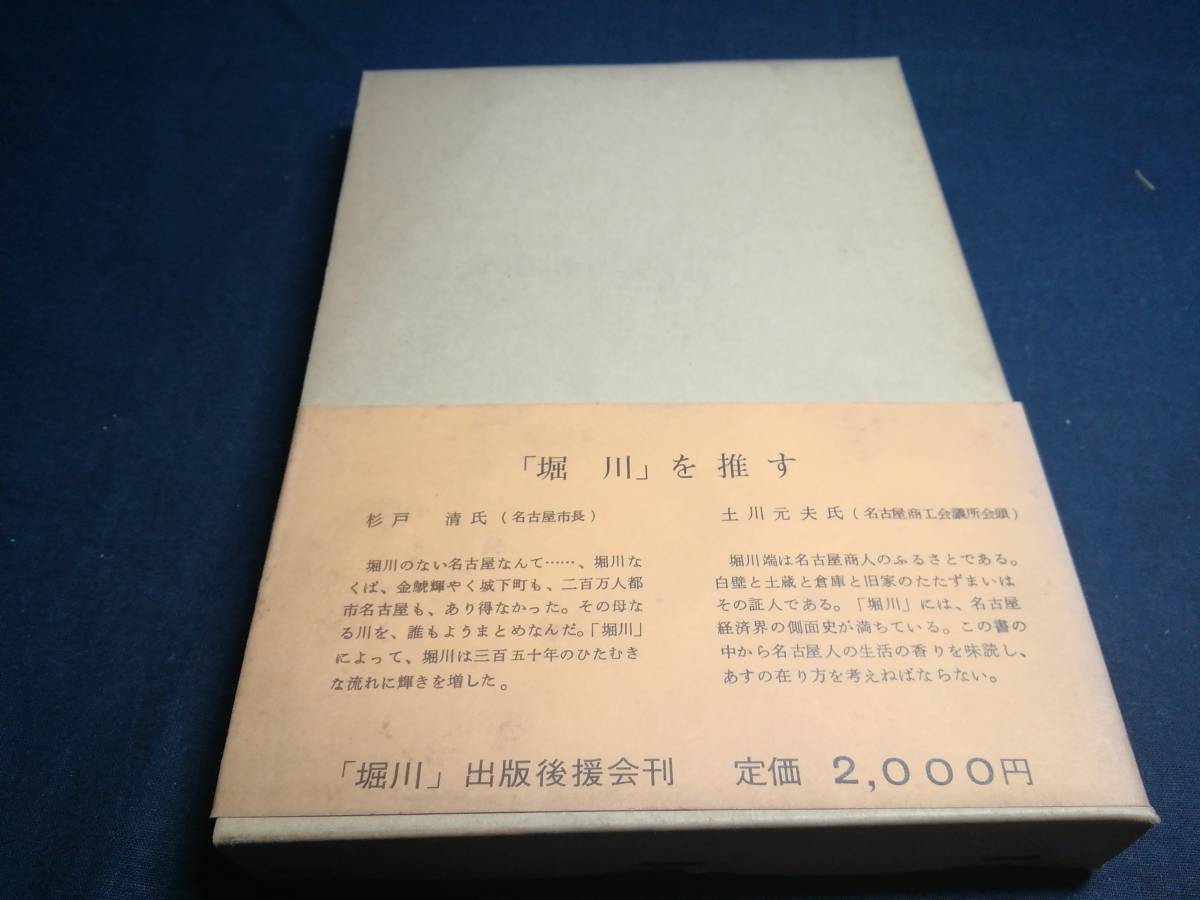 「堀 川」を推す
杉戸 清氏(名古屋市長)
堀川のない名古屋なんて……、堀川な
くば、金鯱輝やく城下町も、二百万人都
市名古屋も、あり得なかった。その母な
る川を、誰もようまとめなんだ。「堀川」
によって、堀川は三百五十年のひたむき
な流れに輝きを増した。
土川元夫氏(名古屋商工会議所会頭)
堀川端は名古屋商人のふるさとである。
白壁と土蔵と倉庫と旧家のたたずまいは
その証人である。「堀川」には、名古屋
経済界の側面史が満ちている。この書の
中から名古屋人の生活の香りを味読し、
あすの在り方を考えねばならない。
「堀川」出版後援会刊 定価 2,000円